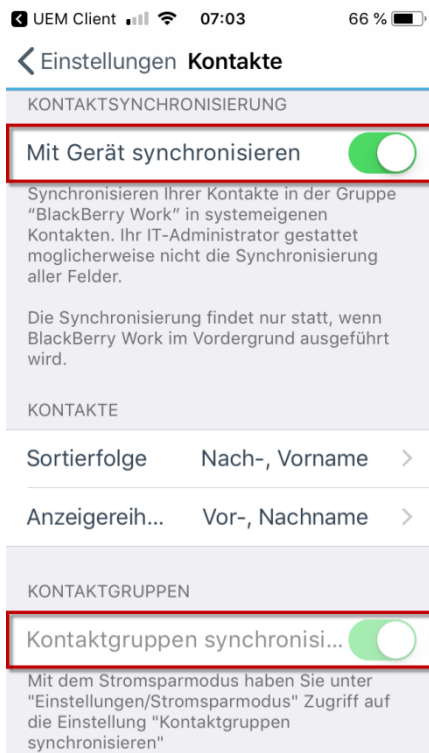 UEM Client 07:03 66 %
Einstellungen Kontakte
KONTAKTSYNCHRONISIERUNG
Mit Gerät synchronisieren
Synchronisieren Ihrer Kontakte in der Gruppe
“BlackBerry Work” in systemeigenen
Kontakten. Ihr IT-Administrator gestattet
moglicherweise nicht die Synchronisierung
aller Felder.
Die Synchronisierung findet nur statt, wenn
BlackBerry Work im Vordergrund ausgeführt
wird.
KONTAKTE
Sortierfolge Nach-, Vorname
Anzeigereih... Vor-, Nachname
KONTAKTGRUPPEN
Kontaktgruppen synchronisi...
Mit dem Stromsparmodus haben Sie unter
"Einstellungen/Stromsparmodus" Zugriff auf
die Einstellung "Kontaktgruppen
synchronisieren"